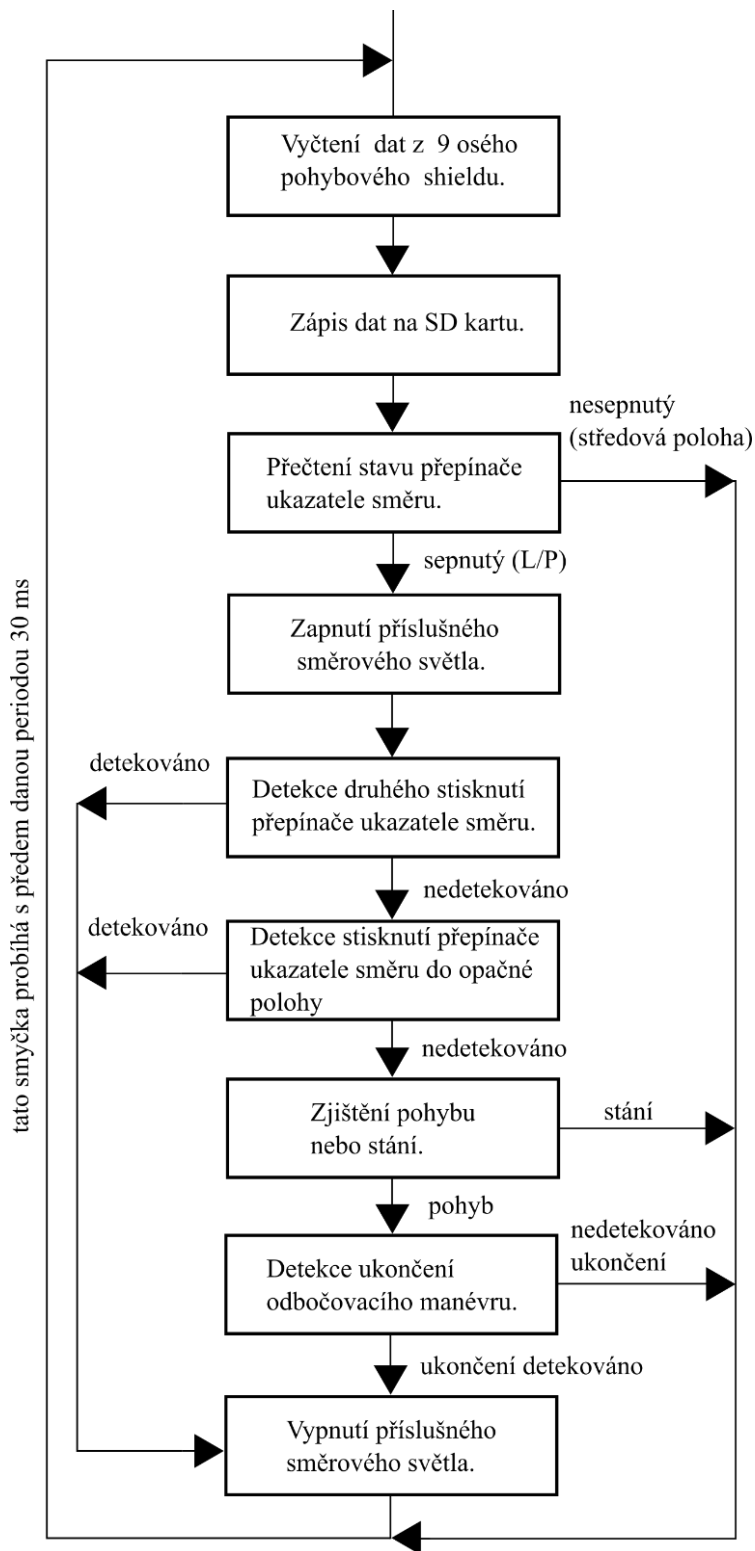 Vyčtení dat z 9 osého
pohybového shieldu.
Zápis dat na SD kartu.
nesepnutý
(středová poloha)
Přečtení stavu přepínače
ukazatele směru.
sepnutý (L/P)
Zapnutí příslušného
směrového světla.
detekováno
Detekce druhého stisknutí
přepínače ukazatele směru.
nedetekováno
detekováno
Detekce stisknutí přepínače
ukazatele směru do opačné
polohy
nedetekováno
Zjištění pohybu
nebo stání.
stání
pohyb
nedetekováno
ukončení
Detekce ukončení
odbočovacího manévru.
ukončení detekováno
Vypnutí příslušného
směrového světla.
tato smyčka probíhá s předem danou periodou 30 ms